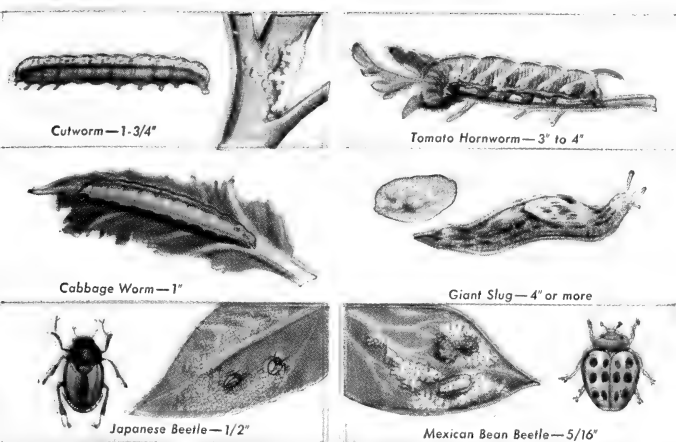 Cutworm—1-3/4"
Tomato Hornworm—3" to 4"
Cabbage Worm—1"
Giant Slug—4" or more
Japanese Beetle—1/2"
Mexican Bean Beetle—5/16"